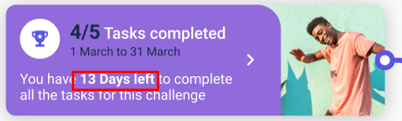 4/5 Tasks completed
1 March to 31 March
You have 13 Days left to complete
all the tasks for this challenge